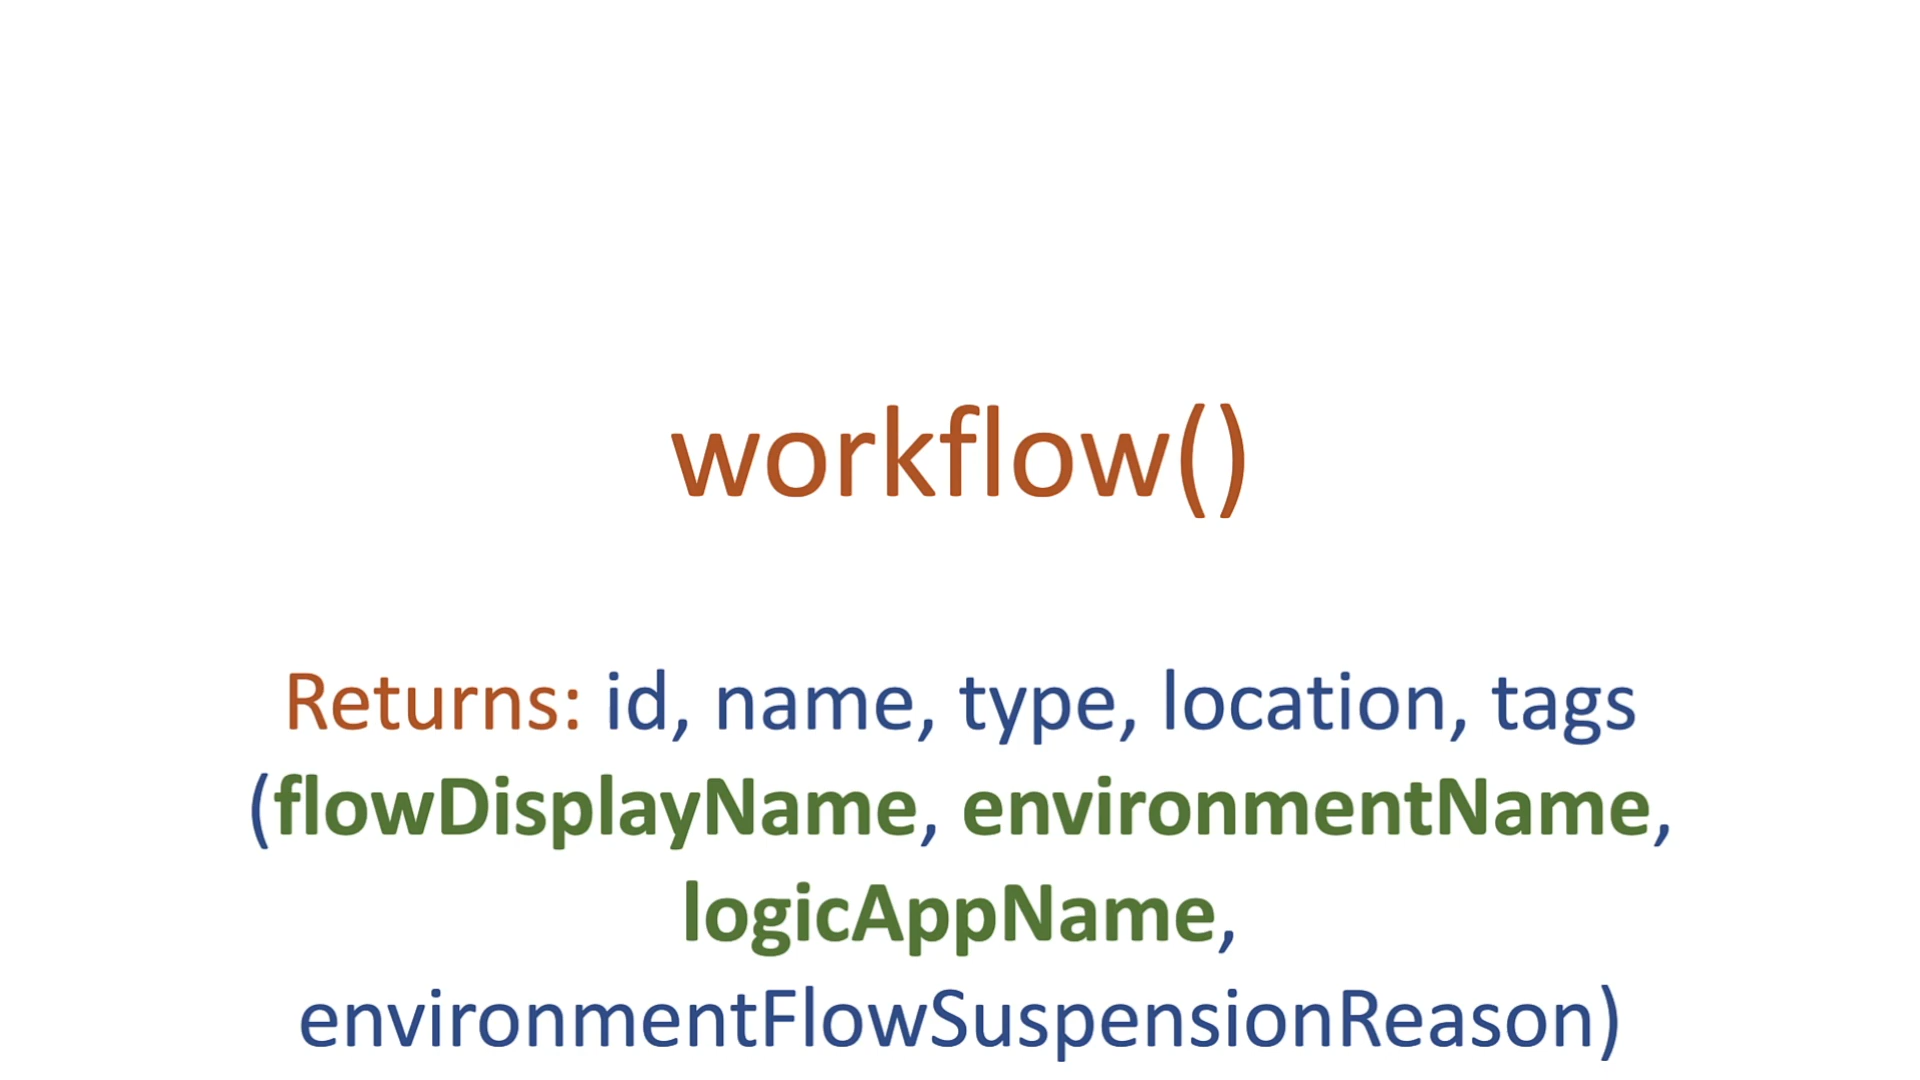 workflow()
Returns: id, name, type, location, tags
(flowDisplayName, environmentName,
logicAppName,
environmentFlowSuspensionReason)